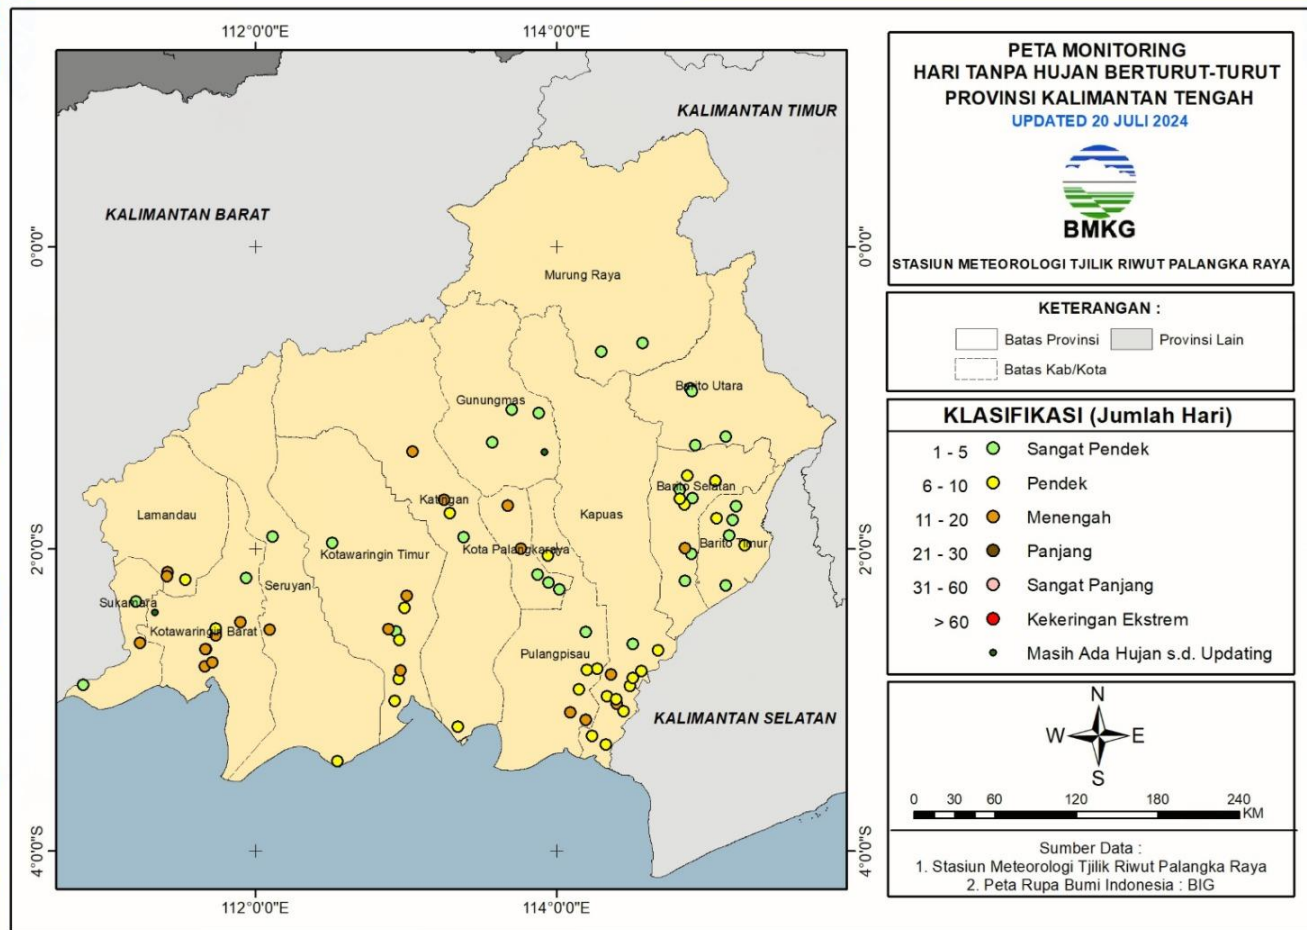 112°0'0"E
114°0'0"E
0°0'0"
2°0'0"S
4°0'0"S
KALIMANTAN TIMUR
KALIMANTAN BARAT
Murung Raya
Barito Utara
Gunungmas
Barito Selatan
Katingan
Lamandau
Kapuas
Kotawaringin Timur
Kota Palangkaraya
Barito Timur
Seruyan
Sukamara
Kotawaringin Barat
Pulangpisau
KALIMANTAN SELATAN
0°0'0"
2°0'0"S
4°0'0"S
112°0'0"E
114°0'0"E
PETA MONITORING
HARI TANPA HUJAN BERTURUT-TURUT
PROVINSI KALIMANTAN TENGAH
UPDATED 20 JULI 2024
BMKG
STASIUN METEOROLOGI TJILIK RIWUT PALANGKA RAYA
KETERANGAN :
Batas Provinsi
Provinsi Lain
Batas Kab/Kota
KLASIFIKASI (Jumlah Hari)
1 - 5 Sangat Pendek
6 - 10 Pendek
11 - 20 Menengah
21 - 30 Panjang
31 - 60 Sangat Panjang
> 60 Kekeringan Ekstrem
Masih Ada Hujan s.d. Updating
N
W E
S
0 30 60 120 180 240
KM
Sumber Data :
1. Stasiun Meteorologi Tjilik Riwut Palangka Raya
2. Peta Rupa Bumi Indonesia : BIG